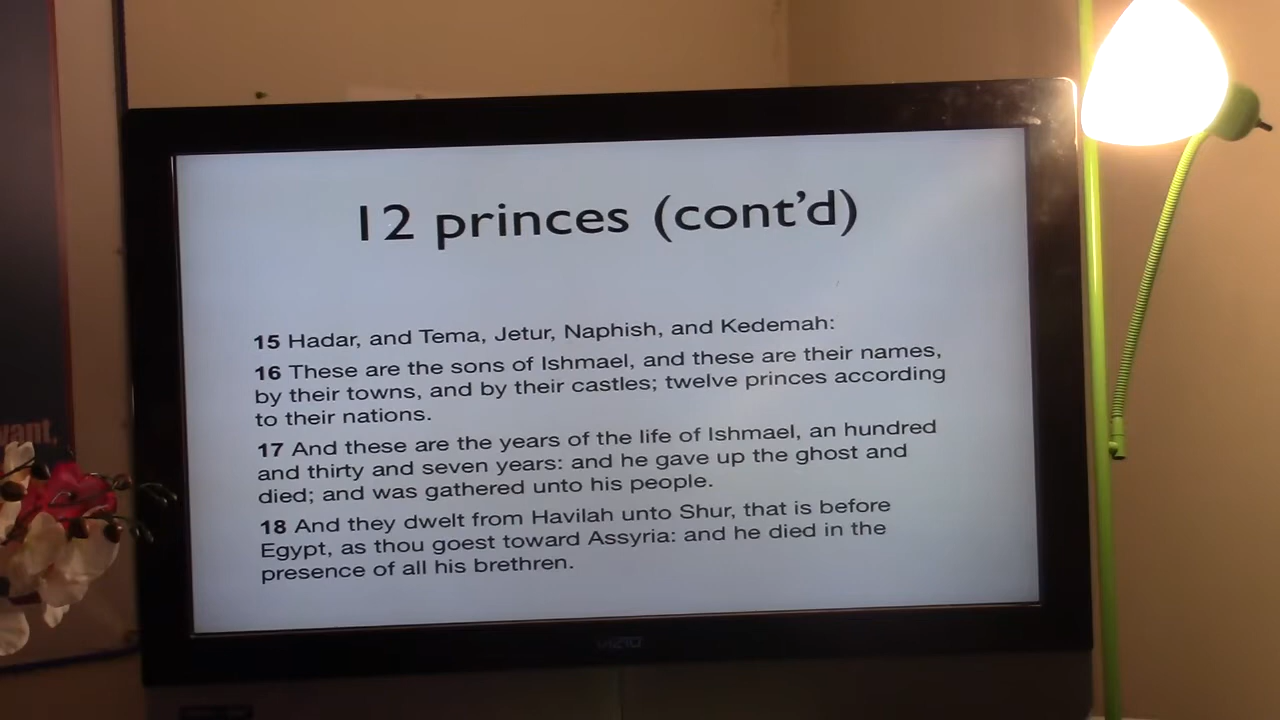 12 princes (cont'd)
15 Hadar, and Tema, Jetur, Naphish, and Kedemah:
16 These are the sons of Ishmael, and these are their names,
by their towns, and by their castles; twelve princes according
to their nations.
17 And these are the years of the life of Ishmael, an hundred
and thirty and seven years: and he gave up the ghost and
died; and was gathered unto his people.
18 And they dwelt from Havilah unto Shur, that is before
Egypt, as thou goest toward Assyria: and he died in the
presence of all his brethren.
VIZIO
want,